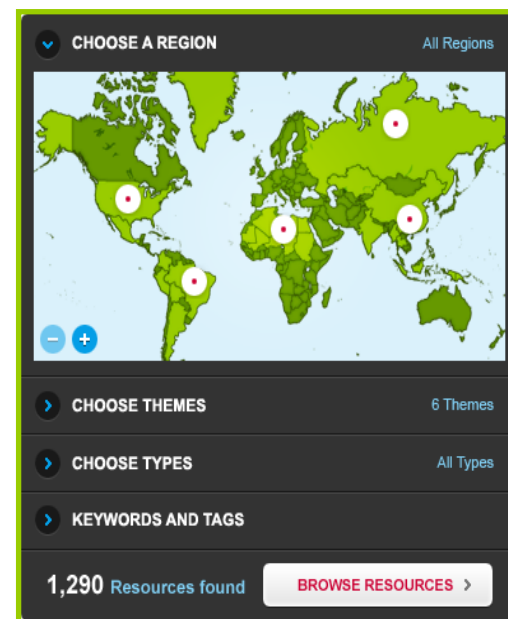 CHOOSE A REGION All Regions
CHOOSE THEMES 6 Themes
CHOOSE TYPES All Types
KEYWORDS AND TAGS
1,290 Resources found BROWSE RESOURCES